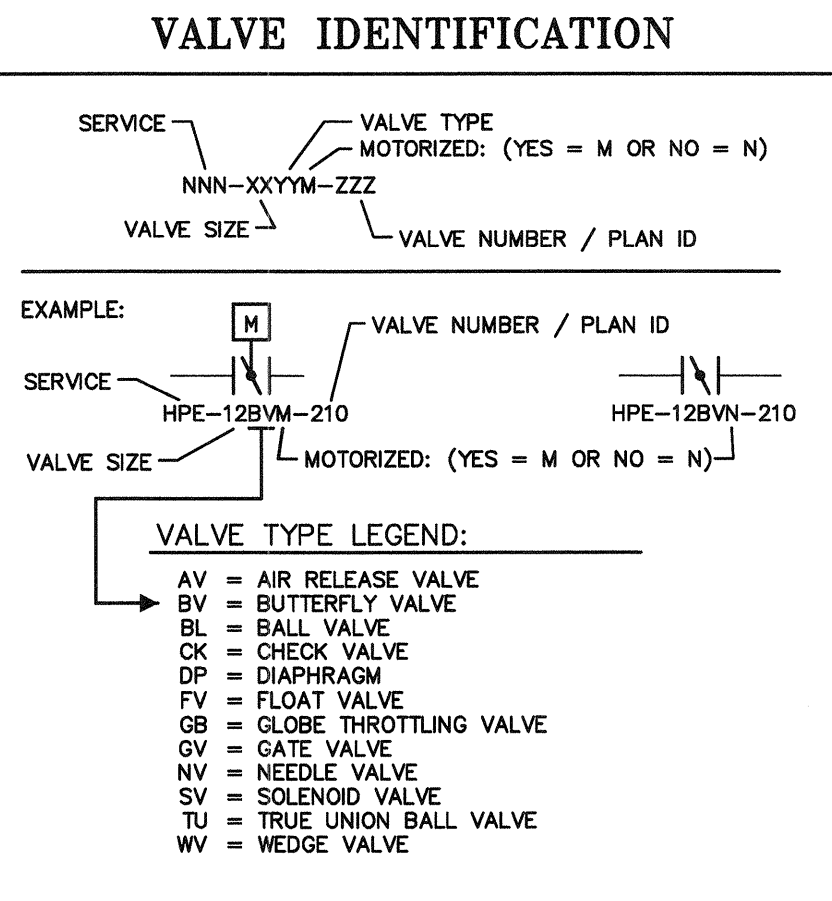 VALVE IDENTIFICATION
SERVICE
VALVE TYPE
MOTORIZED: (YES = M OR NO = N)
NNN-XXYYM-ZZZ
VALVE SIZE
VALVE NUMBER / PLAN ID
EXAMPLE:
M
VALVE NUMBER / PLAN ID
SERVICE
HPE-12BVM-210
HPE-12BVN-210
VALVE SIZE
MOTORIZED: (YES = M OR NO = N)
VALVE TYPE LEGEND:
AV = AIR RELEASE VALVE
BV = BUTTERFLY VALVE
BL = BALL VALVE
CK = CHECK VALVE
DP = DIAPHRAGM
FV = FLOAT VALVE
GB = GLOBE THROTTLING VALVE
GV = GATE VALVE
NV = NEEDLE VALVE
SV = SOLENOID VALVE
TU = TRUE UNION BALL VALVE
WV = WEDGE VALVE